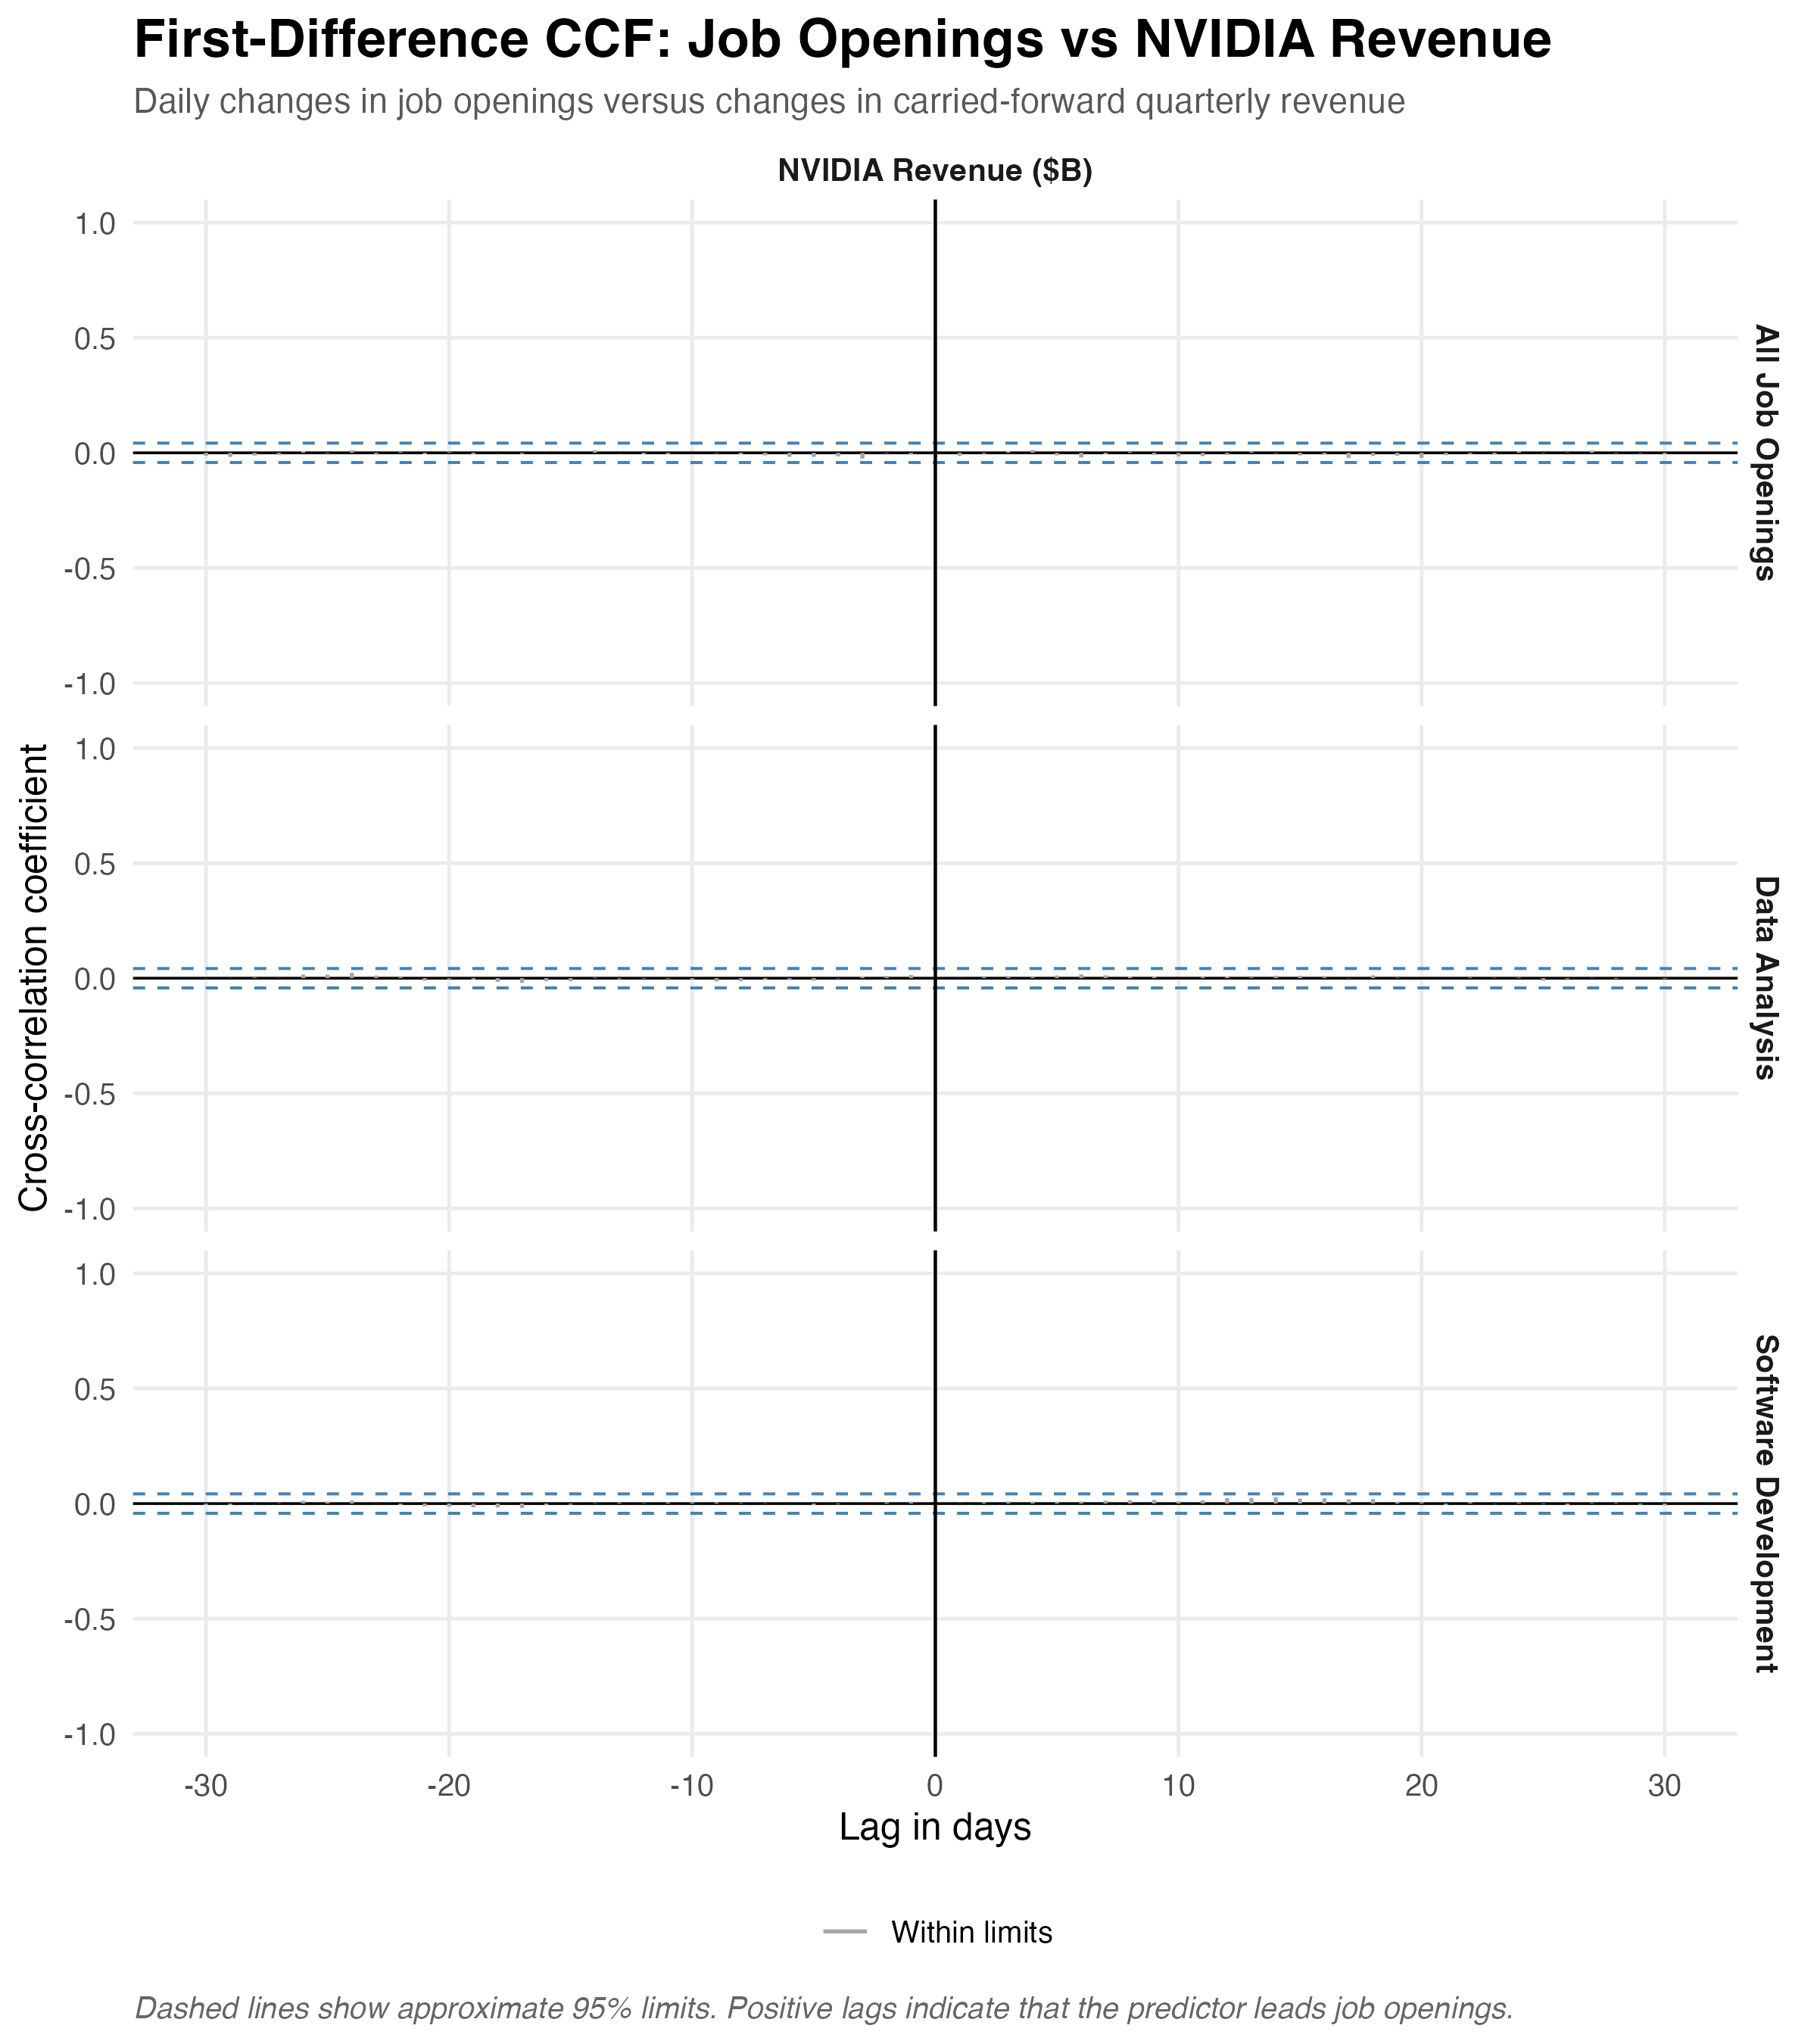 First-Difference CCF: Job Openings vs NVIDIA Revenue
Daily changes in job openings versus changes in carried-forward quarterly revenue
NVIDIA Revenue ($B)
1.0
0.5
0.0
-0.5
-1.0
All Job Openings
Cross-correlation coefficient
1.0
0.5
0.0
-0.5
-1.0
Data Analysis
1.0
0.5
0.0
-0.5
-1.0
Software Development
-30 -20 -10 0 10 20 30
Lag in days
Within limits
Dashed lines show approximate 95% limits. Positive lags indicate that the predictor leads job openings.